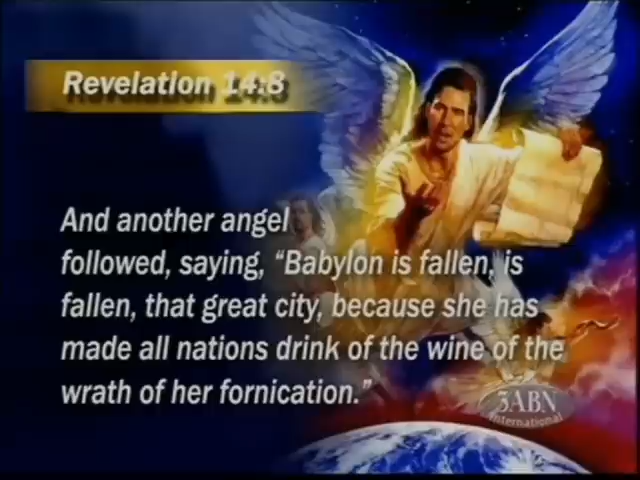 Revelation 14:8
And another angel
followed, saying, “Babylon is fallen, is
fallen, that great city, because she has
made all nations drink of the wine of the
wrath of her fornication.”
3ABN
International